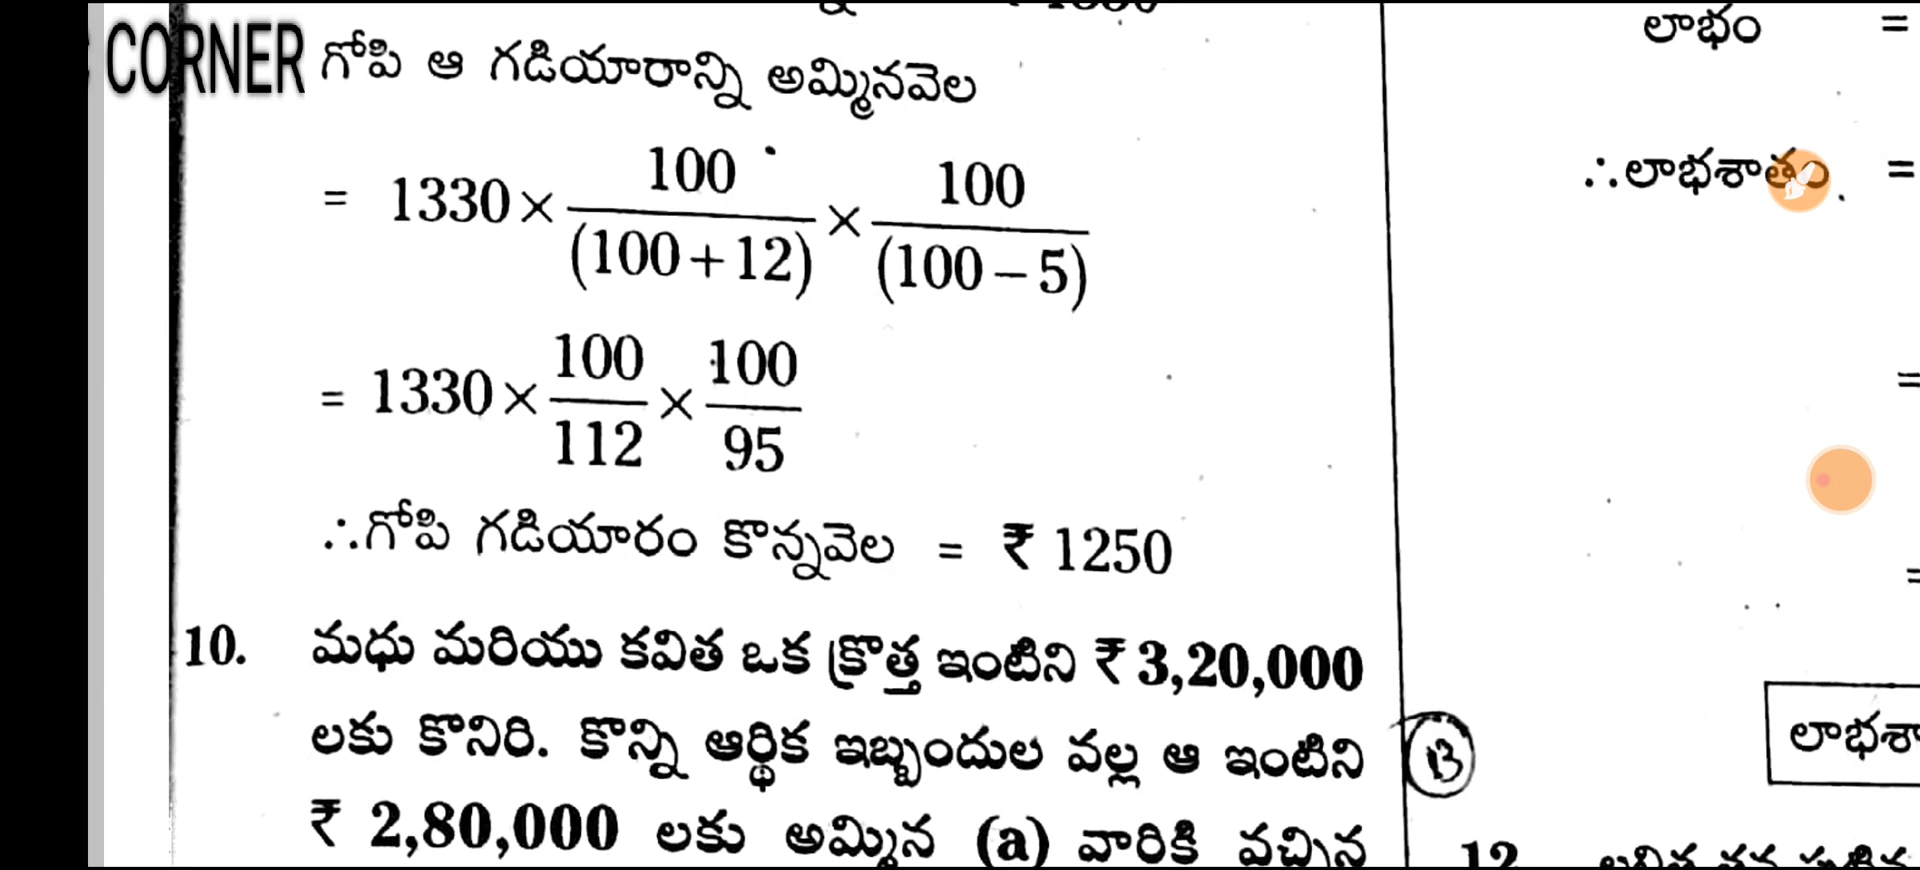 CORNER
గోపి ఆ గడియారాన్ని అమ్మినవెల
= 1330 × 100/(100 + 12) × 100/(100 – 5)
= 1330 × 100/112 × 100/95
∴ గోపి గడియారం కొన్నవెల = ₹ 1250
10. మధు మరియు కవిత ఒక క్రొత్త ఇంటిని ₹ 3,20,000
లకు కొనిరి. కొన్ని ఆర్థిక ఇబ్బందుల వల్ల ఆ ఇంటిని
₹ 2,80,000 లకు అమ్మిన (a) వారికి వచ్చిన
లాభం =
∴ లాభశాతం =
=
=
13
12